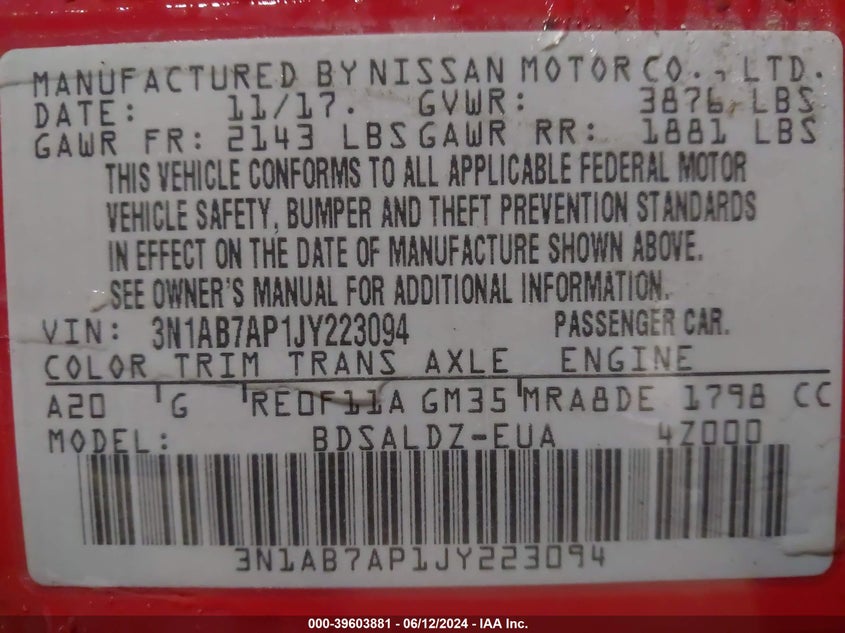 MANUFACTURED BY NISSAN MOTOR CO., LTD.
DATE: 11/17. GVWR: 3876 LBS
GAWR FR: 2143 LBS GAWR RR: 1881 LBS
THIS VEHICLE CONFORMS TO ALL APPLICABLE FEDERAL MOTOR
VEHICLE SAFETY, BUMPER AND THEFT PREVENTION STANDARDS
IN EFFECT ON THE DATE OF MANUFACTURE SHOWN ABOVE.
SEE OWNER'S MANUAL FOR ADDITIONAL INFORMATION.
VIN: 3N1AB7AP1JY223094 PASSENGER CAR.
COLOR TRIM TRANS AXLE ENGINE
A20 G RE0F11A GM35 MRA8DE 1798 CC
MODEL: BDSALDZ-EUA 4Z000
3N1AB7AP1JY223094
000-39603881 - 06/12/2024 - IAA Inc.